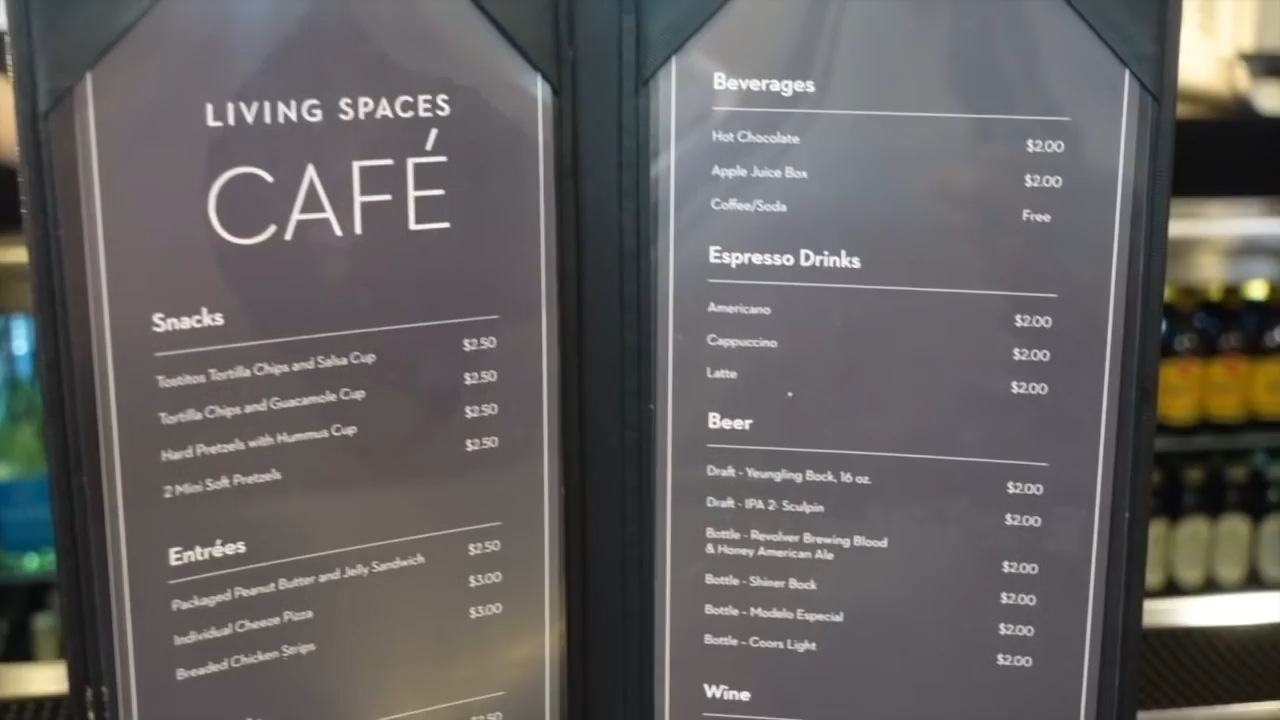 LIVING SPACES
CAFÉ
Snacks
Tostitos Tortilla Chips and Salsa Cup $2.50
Tortilla Chips and Guacamole Cup $2.50
Hard Pretzels with Hummus Cup $2.50
2 Mini Soft Pretzels $2.50
Entrées
Packaged Peanut Butter and Jelly Sandwich $2.50
Individual Cheeze Pizza $3.00
Breaded Chicken Strips $3.00
$2.50
Beverages
Hot Chocolate $2.00
Apple Juice Box $2.00
Coffee/Soda Free
Espresso Drinks
Americano $2.00
Cappuccino $2.00
Latte $2.00
Beer
Draft - Yeungling Bock, 16 oz. $2.00
Draft - IPA 2- Sculpin $2.00
Bottle - Revolver Brewing Blood
& Honey American Ale $2.00
Bottle - Shiner Bock $2.00
Bottle - Modelo Especial $2.00
Bottle - Coors Light $2.00
Wine